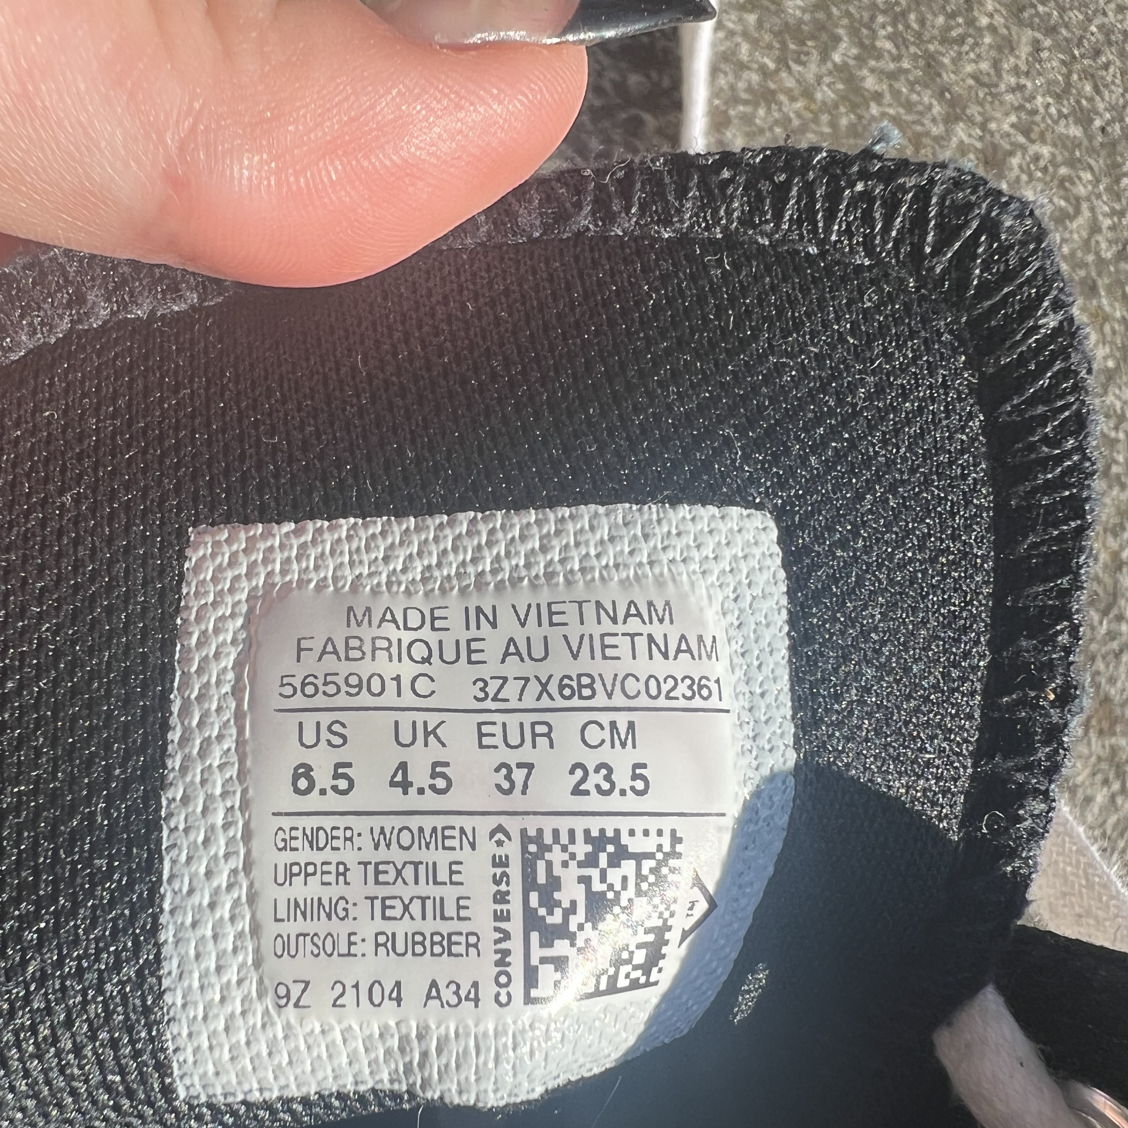 MADE IN VIETNAM
FABRIQUE AU VIETNAM
565901C 3Z7X6BVC02361
US UK EUR CM
6.5 4.5 37 23.5
GENDER: WOMEN
UPPER TEXTILE
LINING: TEXTILE
OUTSOLE: RUBBER
9Z 2104 A34
CONVERSE
TM